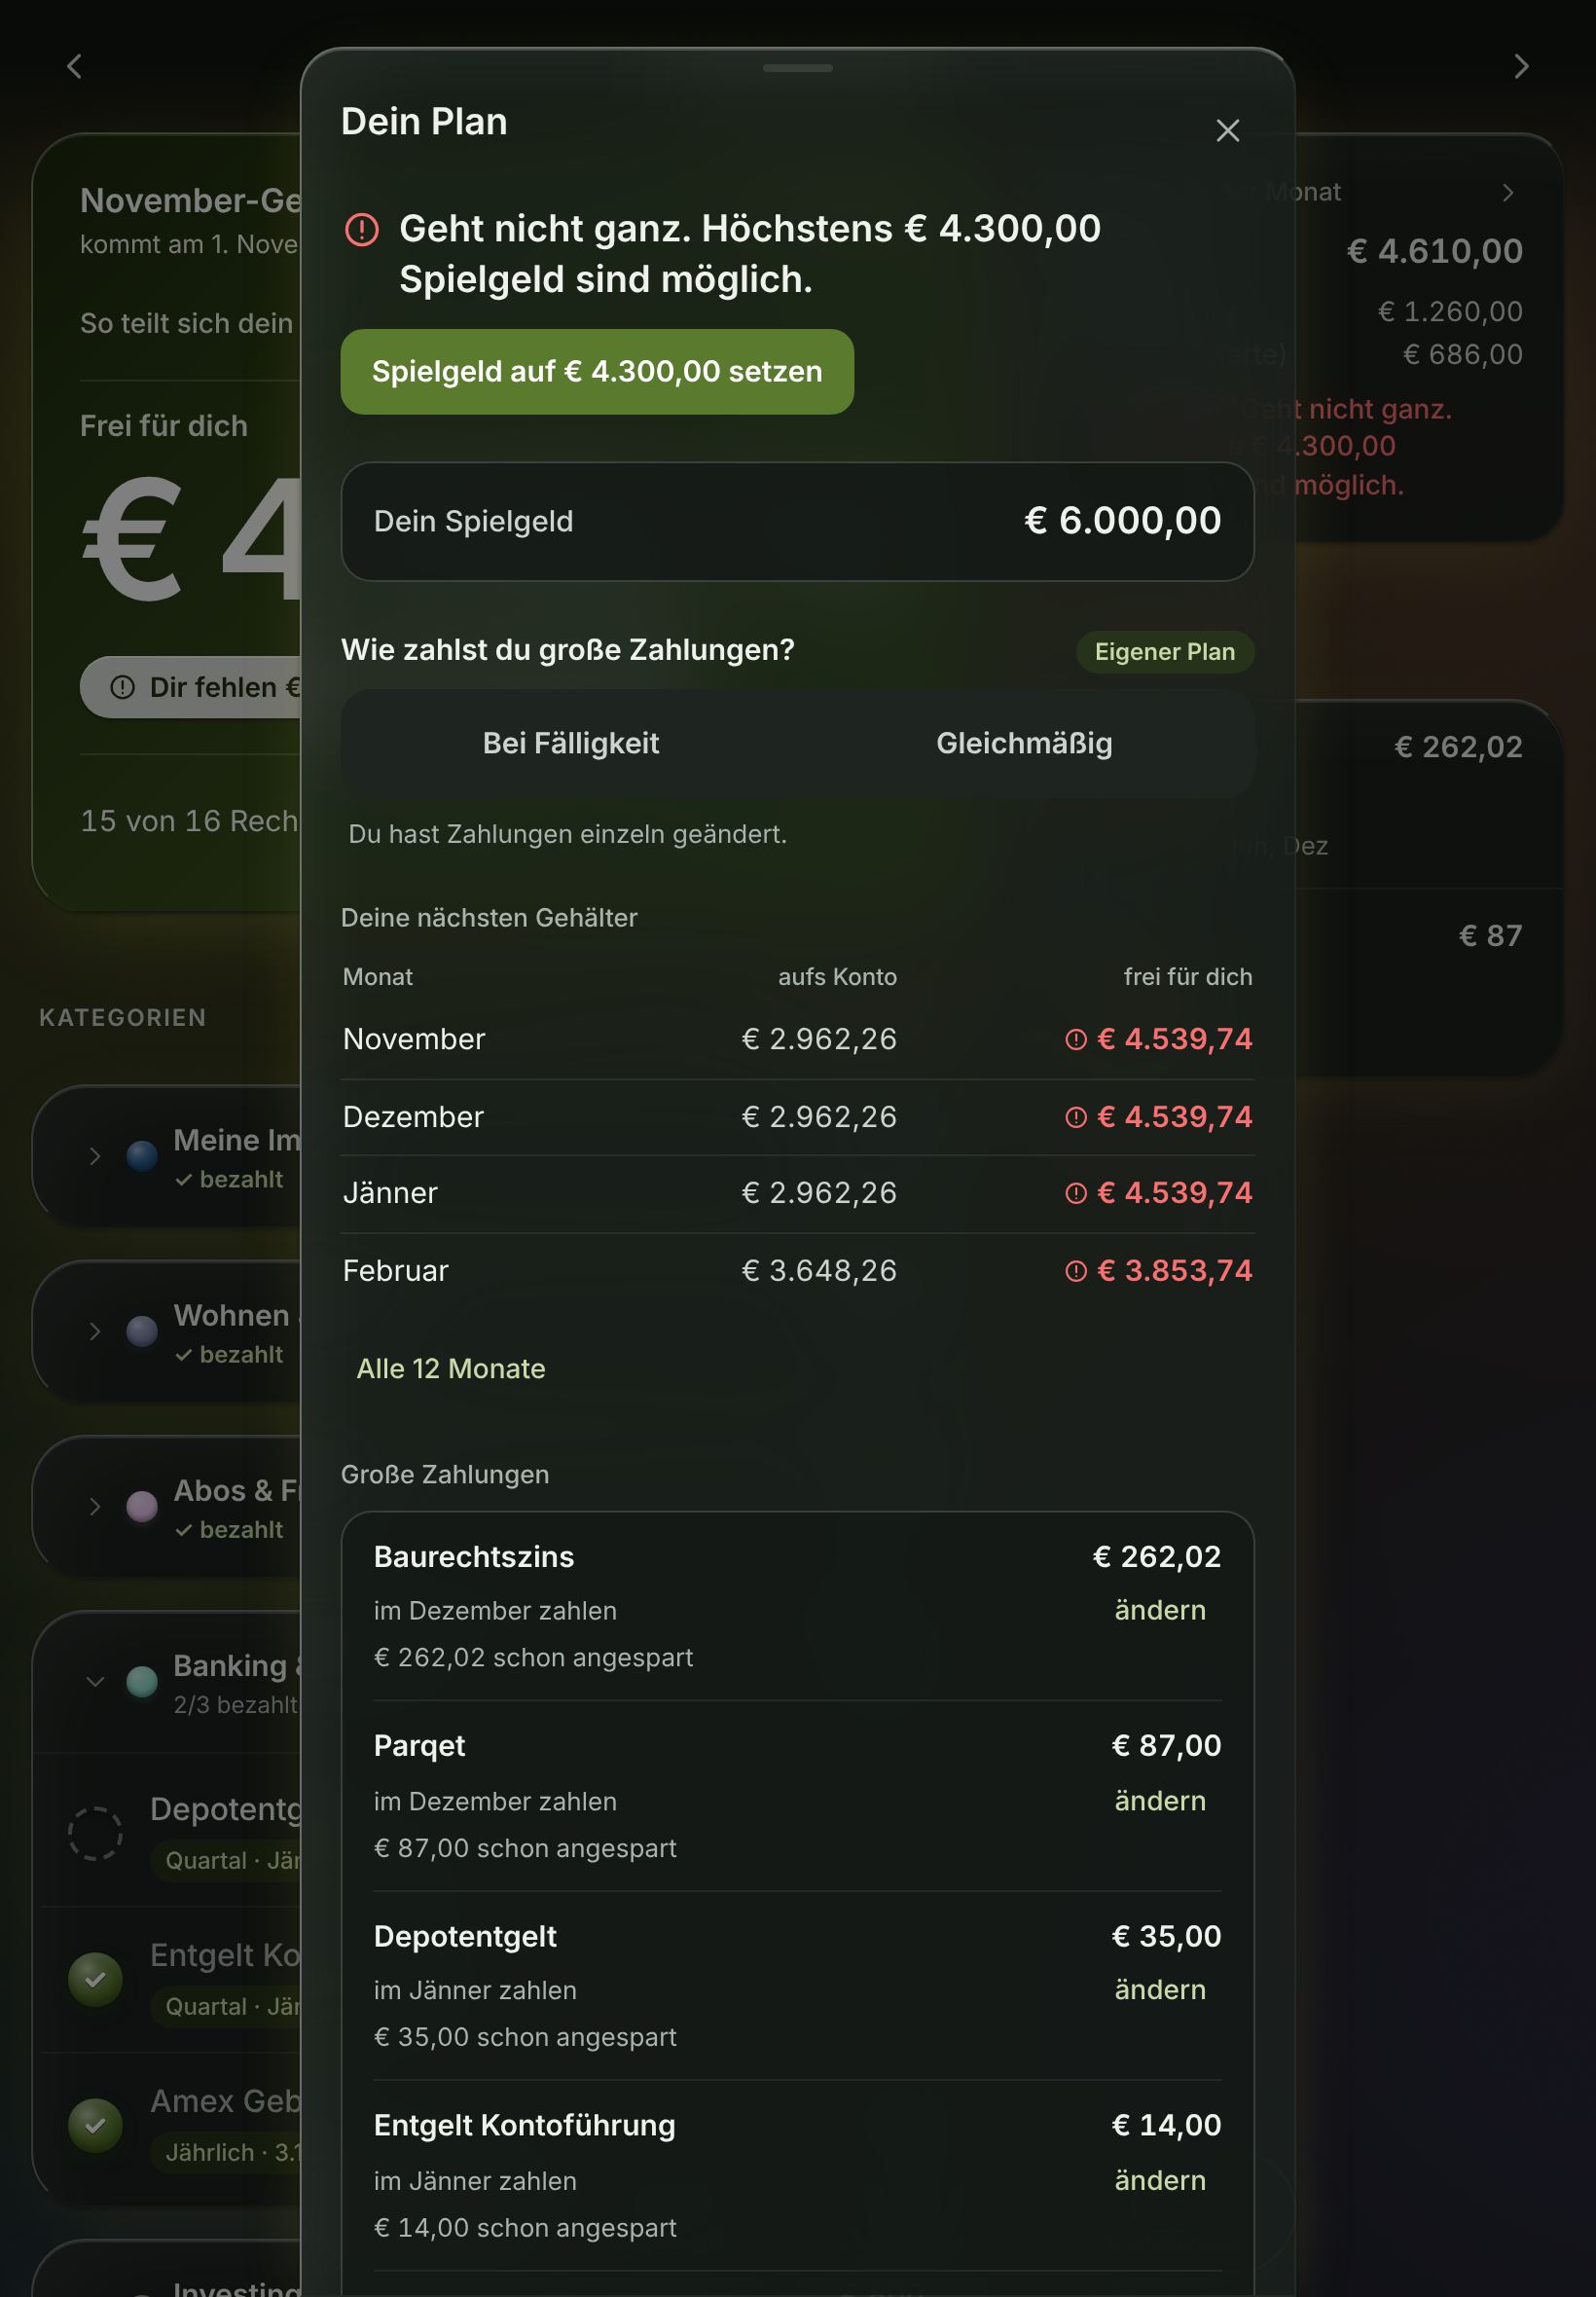 Dein Plan
Geht nicht ganz. Höchstens € 4.300,00
Spielgeld sind möglich.
Spielgeld auf € 4.300,00 setzen
Dein Spielgeld € 6.000,00
Wie zahlst du große Zahlungen? Eigener Plan
Bei Fälligkeit Gleichmäßig
Du hast Zahlungen einzeln geändert.
Deine nächsten Gehälter
Monat aufs Konto frei für dich
November € 2.962,26 € 4.539,74
Dezember € 2.962,26 € 4.539,74
Jänner € 2.962,26 € 4.539,74
Februar € 3.648,26 € 3.853,74
Alle 12 Monate
Große Zahlungen
Baurechtszins € 262,02
im Dezember zahlen ändern
€ 262,02 schon angespart
Parqet € 87,00
im Dezember zahlen ändern
€ 87,00 schon angespart
Depotentgelt € 35,00
im Jänner zahlen ändern
€ 35,00 schon angespart
Entgelt Kontoführung € 14,00
im Jänner zahlen ändern
€ 14,00 schon angespart
November-Ge
kommt am 1. Nove
So teilt sich dein
Frei für dich
€ 4
Dir fehlen €
15 von 16 Rech
KATEGORIEN
Meine Im
bezahlt
Wohnen
bezahlt
Abos & F
bezahlt
Banking &
2/3 bezahlt
Depotentg
Quartal · Jän
Entgelt Ko
Quartal · Jän
Amex Geb
Jährlich · 3.1
Investing
Monat
€ 4.610,00
€ 1.260,00
€ 686,00
Geht nicht ganz.
€ 4.300,00
möglich.
€ 262,02
Dez
€ 87